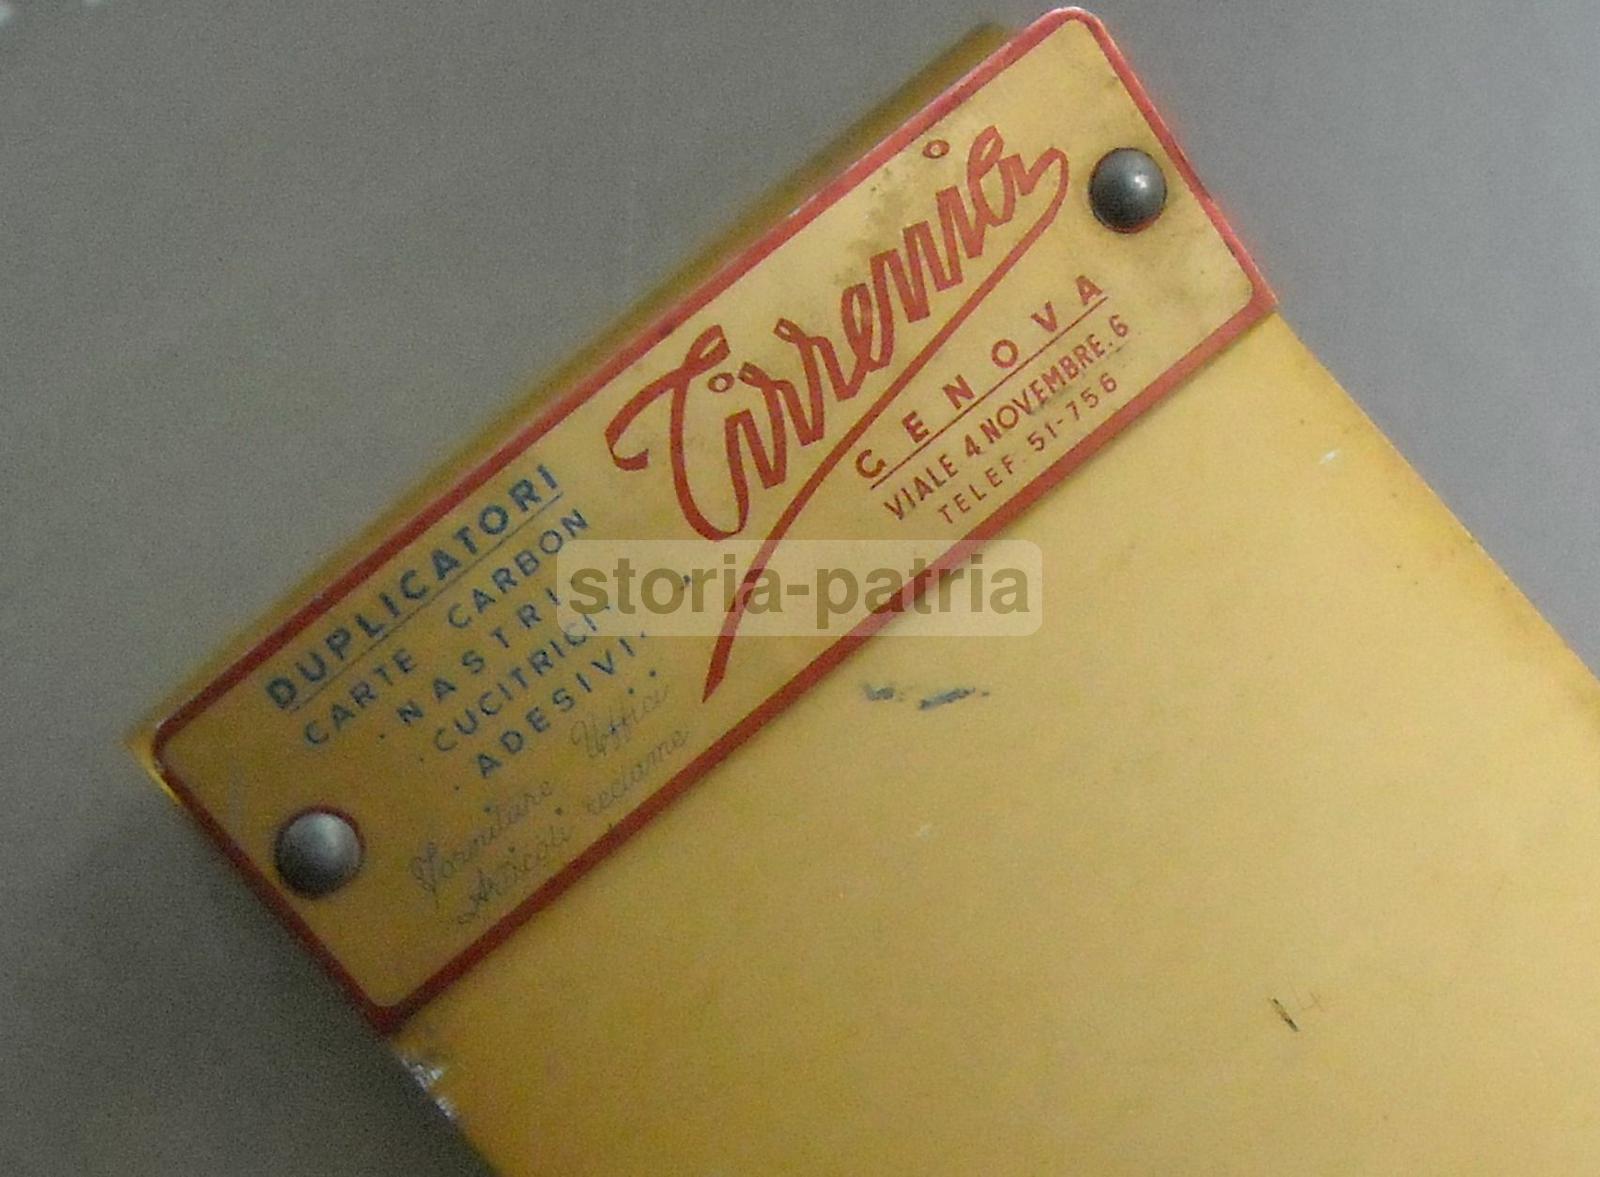 Tirrenia
GENOVA
VIALE 4 NOVEMBRE. 6
TELEF. 51-756
DUPLICATORI
CARTE CARBON
. NASTRI.
. CUCITRICI.
. ADESIVI. .
Forniture Uffici
Articoli reclame
storia-patria
14